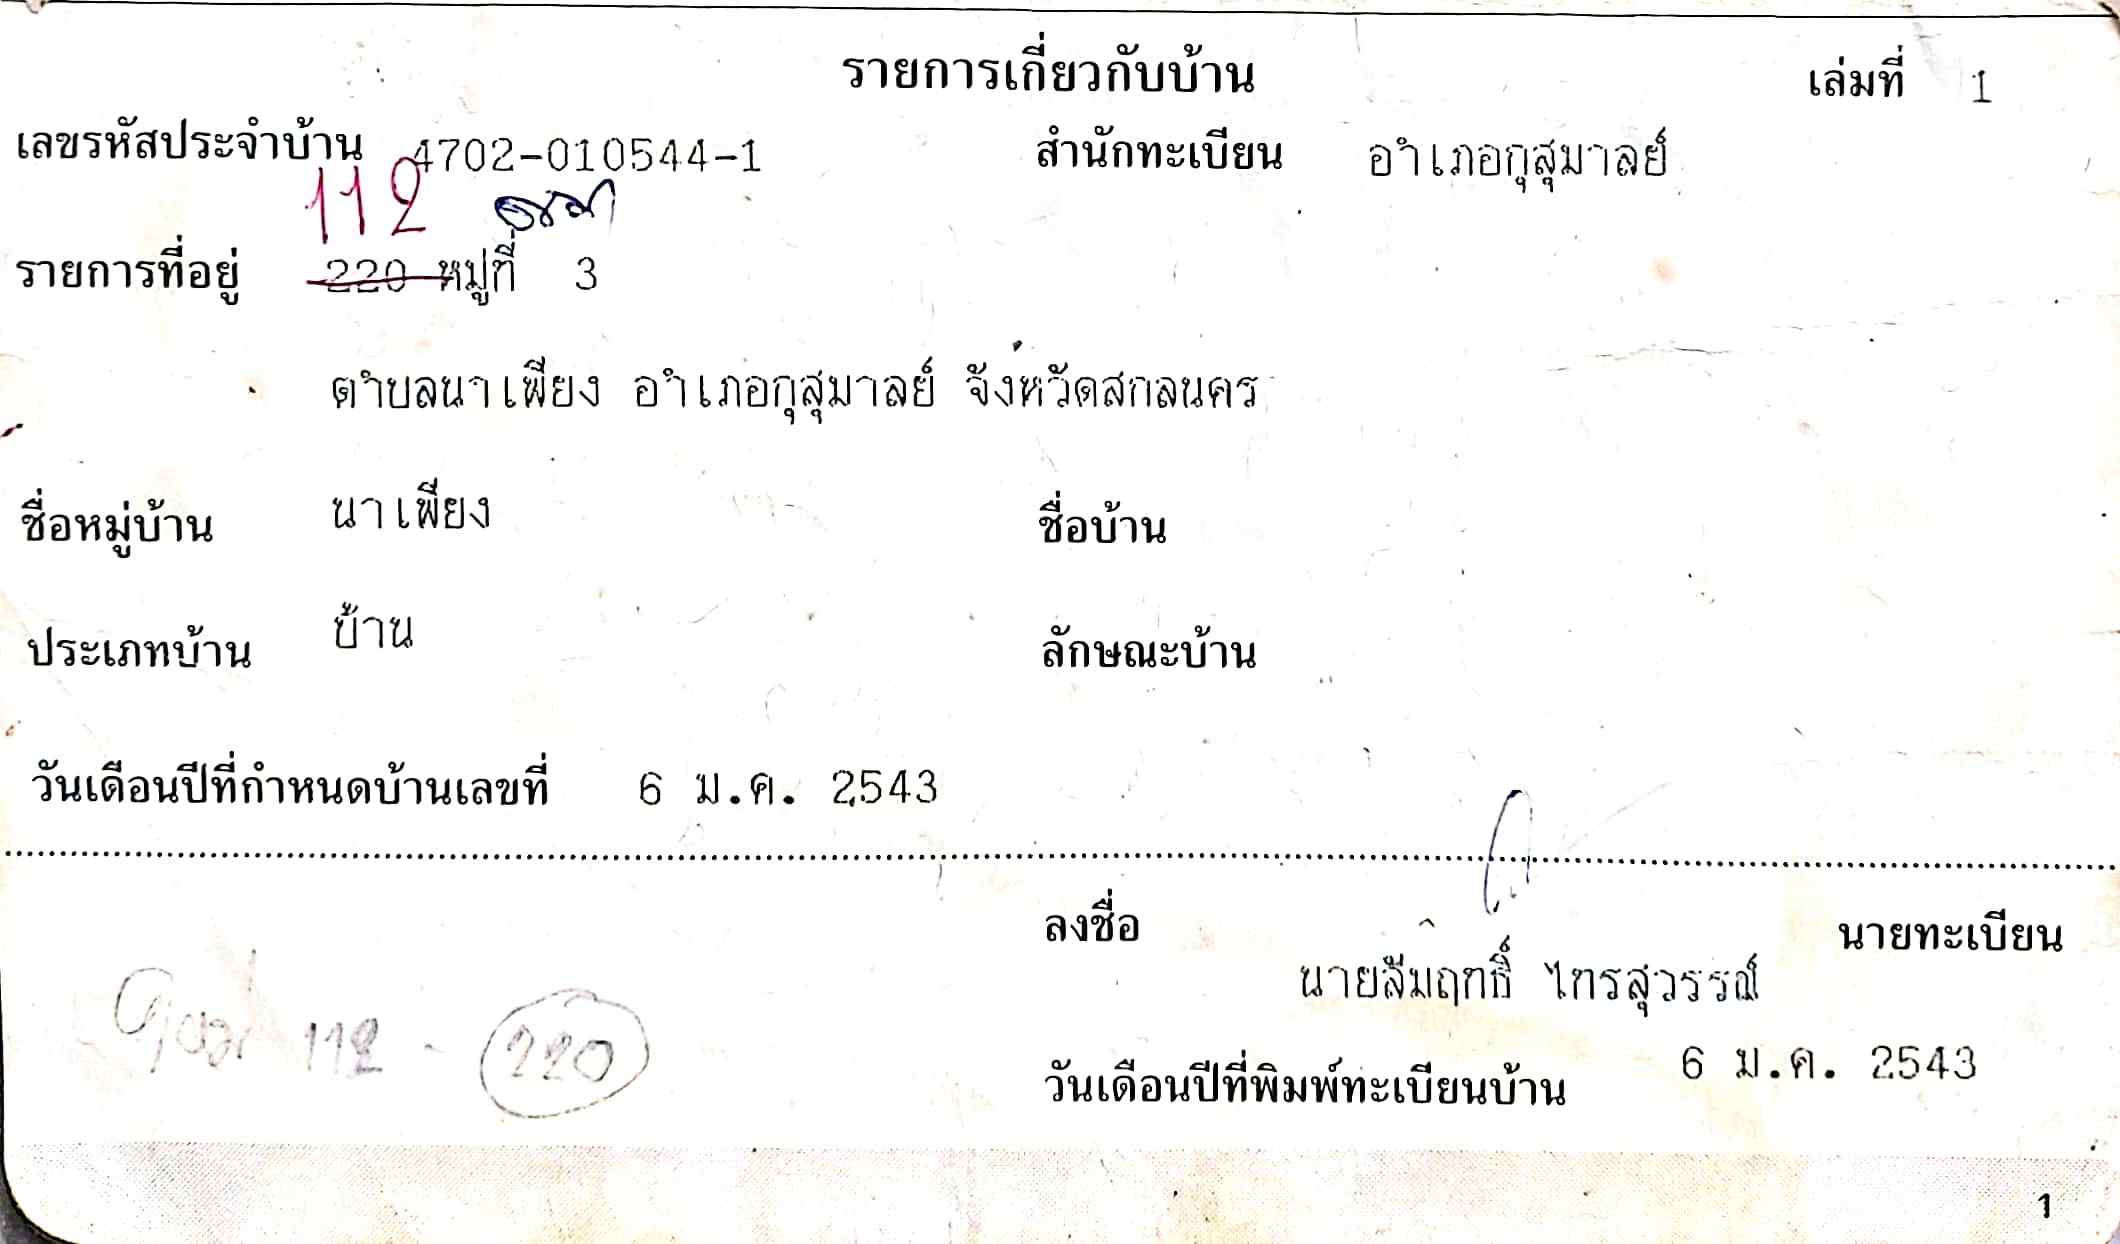 รายการเกี่ยวกับบ้าน เล่มที่ 1
เลขรหัสประจำบ้าน 4702-010544-1 สำนักทะเบียน อำเภอกุสุมาลย์
112
รายการที่อยู่ 220 หมู่ที่ 3
ตำบลนาเพียง อำเภอกุสุมาลย์ จังหวัดสกลนคร
ชื่อหมู่บ้าน นาเพียง ชื่อบ้าน
ประเภทบ้าน บ้าน ลักษณะบ้าน
วันเดือนปีที่กำหนดบ้านเลขที่ 6 ม.ค. 2543
ลงชื่อ นายทะเบียน
นายสัมฤทธิ์ ไทรสุวรรณ์
112 - 220
วันเดือนปีที่พิมพ์ทะเบียนบ้าน 6 ม.ค. 2543
1